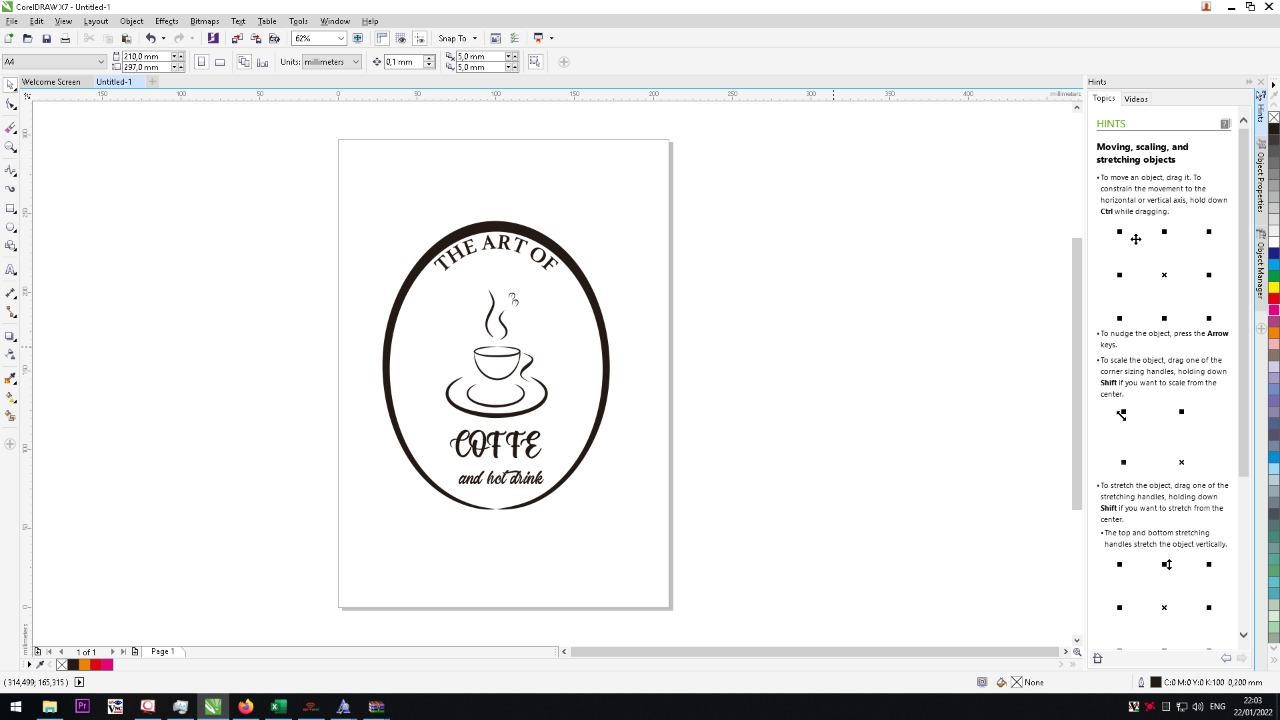 CorelDRAW X7 - Untitled-1
File Edit View Layout Object Effects Bitmaps Text Table Tools Window Help
62% Snap To
A4 210,0 mm 297,0 mm Units: millimeters 0,1 mm 5,0 mm 5,0 mm
Welcome Screen Untitled-1
150 100 50 0 50 100 150 200 250 300 350 400 millimeters
THE ART OF
COFFE
and hot drink
Hints
Topics Videos
HINTS
Moving, scaling, and
stretching objects
• To move an object, drag it. To
constrain the movement to the
horizontal or vertical axis, hold down
Ctrl while dragging.
• To nudge the object, press the Arrow
keys.
• To scale the object, drag one of the
corner sizing handles, holding down
Shift if you want to scale from the
center.
• To stretch the object, drag one of the
stretching handles, holding down
Shift if you want to stretch from the
center.
• The top and bottom stretching
handles stretch the object vertically.
Hints
Object Properties
Object Manager
millimeters
1 of 1 Page 1
(314,499; 165,315) None C:0 M:0 Y:0 K:100 0,200 mm
ENG 22:03
22/01/2022